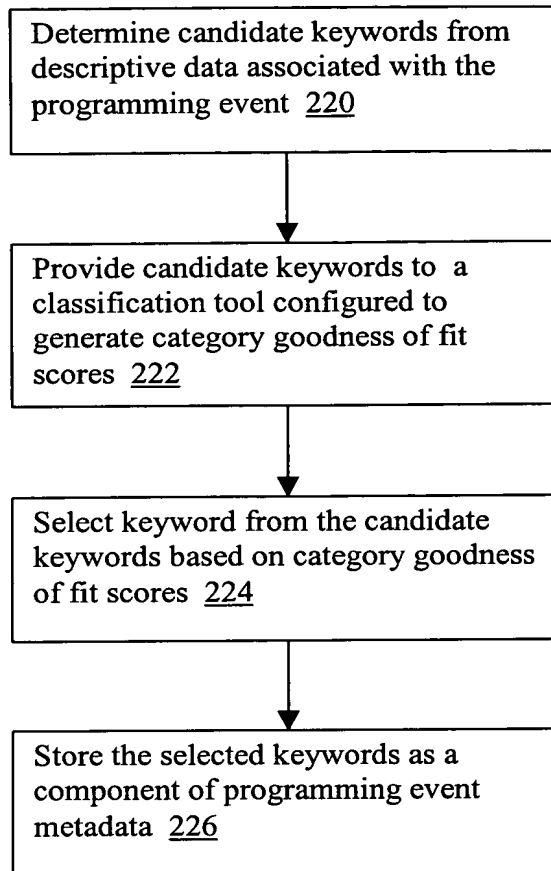 Determine candidate keywords from
descriptive data associated with the
programming event 220
Provide candidate keywords to a
classification tool configured to
generate category goodness of fit
scores 222
Select keyword from the candidate
keywords based on category goodness
of fit scores 224
Store the selected keywords as a
component of programming event
metadata 226